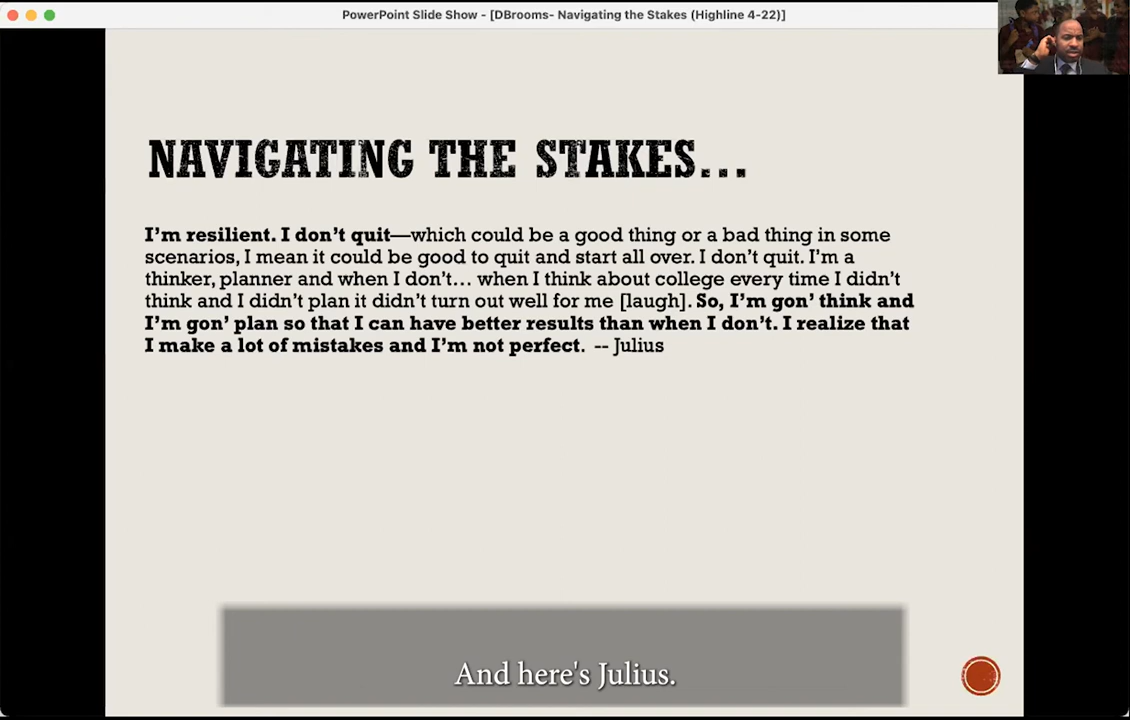 PowerPoint Slide Show - [DBrooms- Navigating the Stakes (Highline 4-22)]
NAVIGATING THE STAKES...
I'm resilient. I don't quit—which could be a good thing or a bad thing in some
scenarios, I mean it could be good to quit and start all over. I don't quit. I'm a
thinker, planner and when I don't... when I think about college every time I didn't
think and I didn't plan it didn't turn out well for me [laugh]. So, I'm gon' think and
I'm gon' plan so that I can have better results than when I don't. I realize that
I make a lot of mistakes and I'm not perfect. -- Julius
And here's Julius.